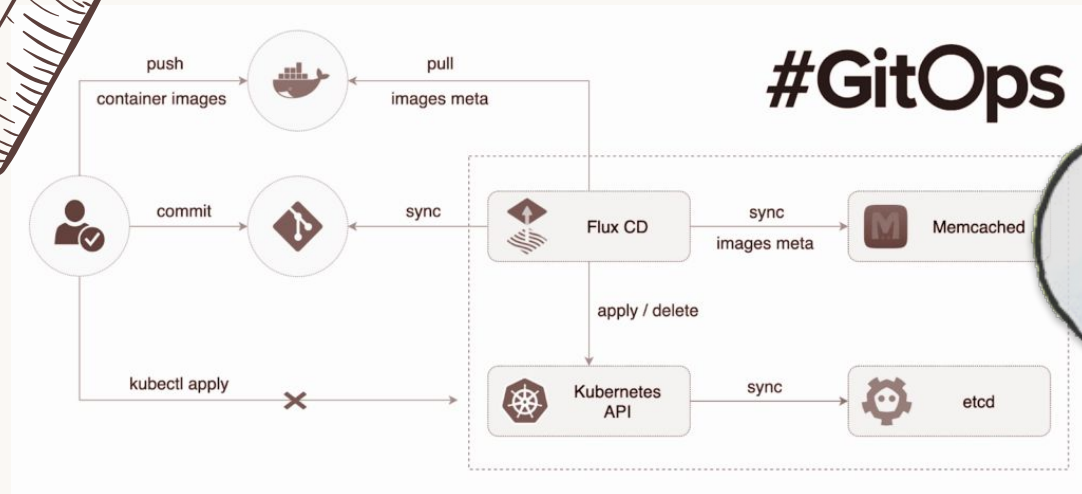 #GitOps
push
container images
pull
images meta
commit
sync
Flux CD
sync
images meta
M
Memcached
apply / delete
kubectl apply
Kubernetes
API
sync
etcd